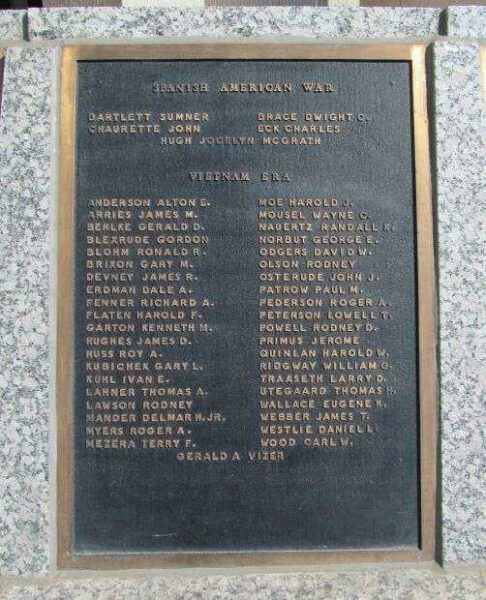 SPANISH AMERICAN WAR
BARTLETT SUMNER BRACE DWIGHT C.
CHAURETTE JOHN ECK CHARLES
HUGH JOCELYN MCGRATH
VIETNAM ERA
ANDERSON ALTON E. MOE HAROLD J.
ARRIES JAMES M. MOUSEL WAYNE C.
BEHLKE GERALD D. NAUERTZ RANDALL K.
BLEXRUDE GORDON NORBUT GEORGE E.
BLOHM RONALD R. ODGERS DAVID W.
BRIXON GARY M. OLSON RODNEY
DEVNEY JAMES R. OSTERUDE JOHN J.
ERDMAN DALE A. PATROW PAUL M.
FENNER RICHARD A. PEDERSON ROGER A.
FLATEN HAROLD F. PETERSON LOWELL T.
GARTON KENNETH M. POWELL RODNEY D.
HUGHES JAMES D. PRIMUS JEROME
HUSS ROY A. QUINLAN HAROLD W.
KUBICHEK GARY L. RIDGWAY WILLIAM G.
KUHL IVAN E. TRAASETH LARRY D.
LAHNER THOMAS A. UTEGAARD THOMAS H.
LAWSON RODNEY WALLACE EUGENE R.
MANDER DELMAR H. JR. WEBBER JAMES T.
MYERS ROGER A. WESTLIE DANIEL L.
MEZERA TERRY F. WOOD CARL W.
GERALD A VIZER